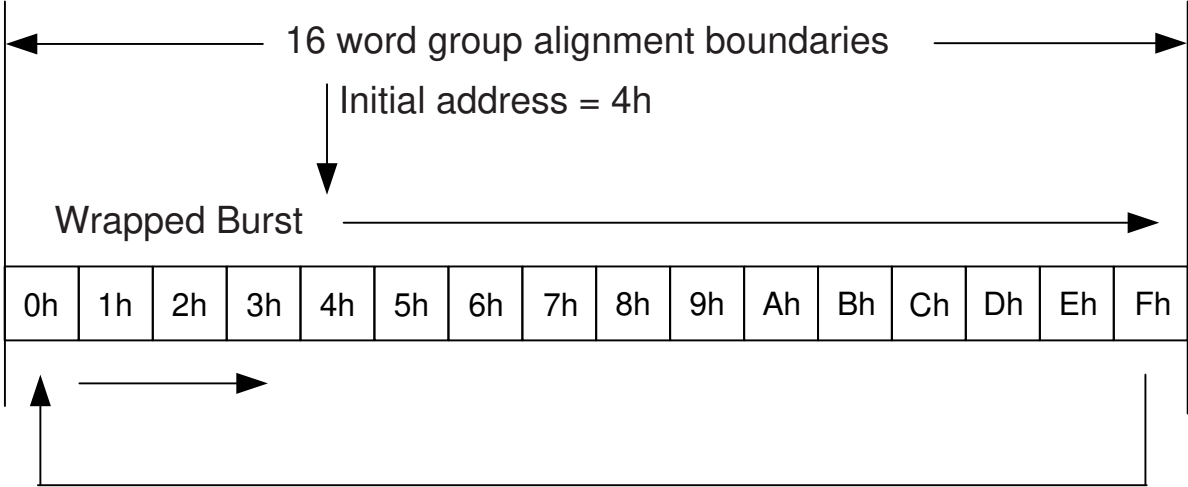 16 word group alignment boundaries
Initial address = 4h
Wrapped Burst
0h 1h 2h 3h 4h 5h 6h 7h 8h 9h Ah Bh Ch Dh Eh Fh